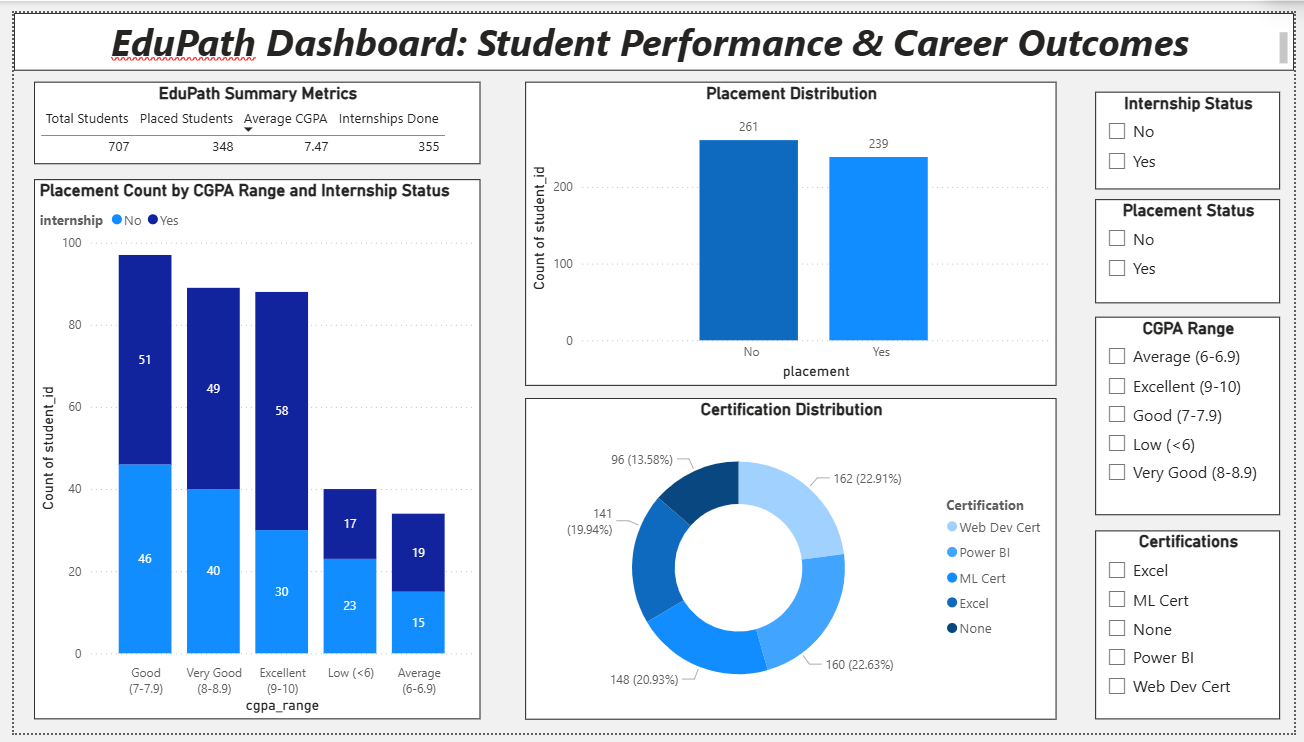 EduPath Dashboard: Student Performance & Career Outcomes
EduPath Summary Metrics
Total Students Placed Students Average CGPA Internships Done
707 348 7.47 355
Placement Count by CGPA Range and Internship Status
internship No Yes
Count of student_id
100
80
60
40
20
0
51
46
49
40
58
30
17
23
19
15
Good
(7-7.9)
Very Good
(8-8.9)
Excellent
(9-10)
Low (<6)
Average
(6-6.9)
cgpa_range
Placement Distribution
Count of student_id
200
100
0
261
239
No
Yes
placement
Certification Distribution
96 (13.58%)
162 (22.91%)
141
(19.94%)
148 (20.93%)
160 (22.63%)
Certification
Web Dev Cert
Power BI
ML Cert
Excel
None
Internship Status
No
Yes
Placement Status
No
Yes
CGPA Range
Average (6-6.9)
Excellent (9-10)
Good (7-7.9)
Low (<6)
Very Good (8-8.9)
Certifications
Excel
ML Cert
None
Power BI
Web Dev Cert